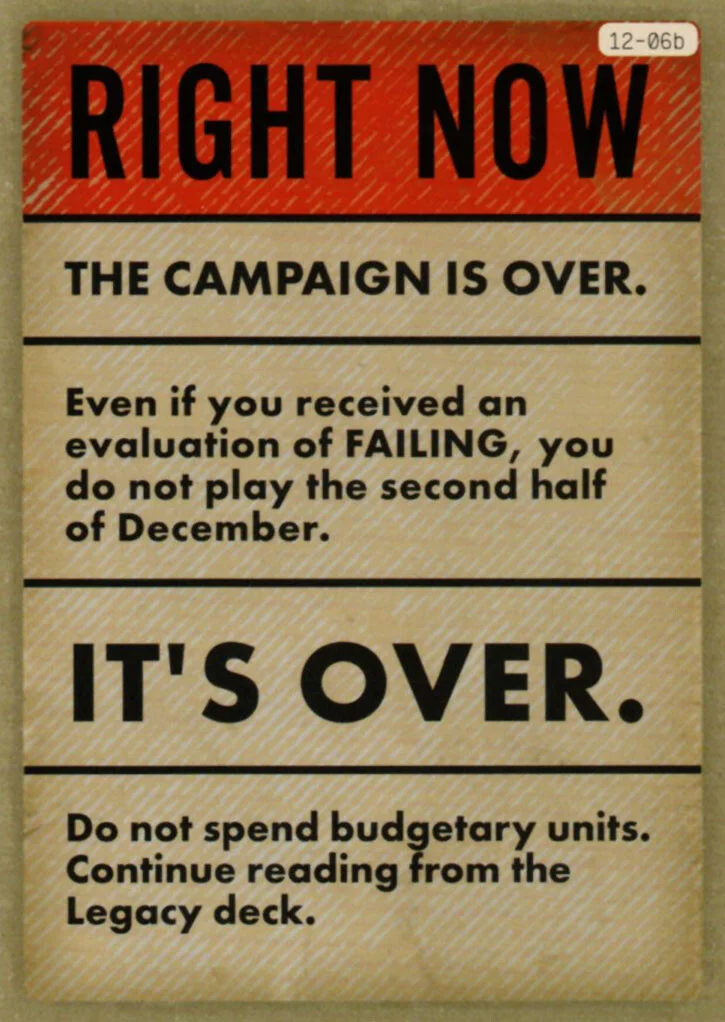 12-06b
RIGHT NOW
THE CAMPAIGN IS OVER.
Even if you received an
evaluation of FAILING, you
do not play the second half
of December.
IT'S OVER.
Do not spend budgetary units.
Continue reading from the
Legacy deck.